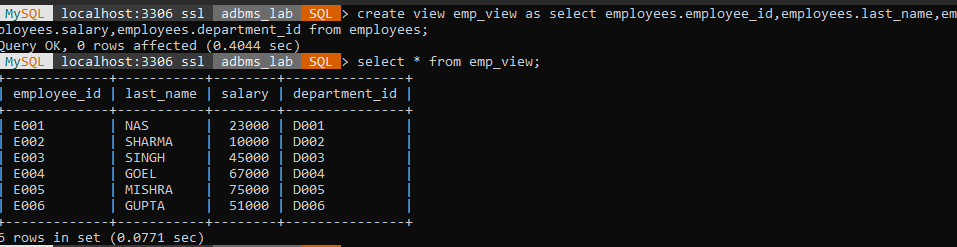 MySQL localhost:3306 ssl adbms_lab SQL> create view emp_view as select employees.employee_id,employees.last_name,em
ployees.salary,employees.department_id from employees;
Query OK, 0 rows affected (0.4044 sec)
MySQL localhost:3306 ssl adbms_lab SQL> select * from emp_view;
+-------------+-----------+--------+---------------+
| employee_id | last_name | salary | department_id |
+-------------+-----------+--------+---------------+
| E001 | NAS | 23000 | D001 |
| E002 | SHARMA | 10000 | D002 |
| E003 | SINGH | 45000 | D003 |
| E004 | GOEL | 67000 | D004 |
| E005 | MISHRA | 75000 | D005 |
| E006 | GUPTA | 51000 | D006 |
+-------------+-----------+--------+---------------+
6 rows in set (0.0771 sec)